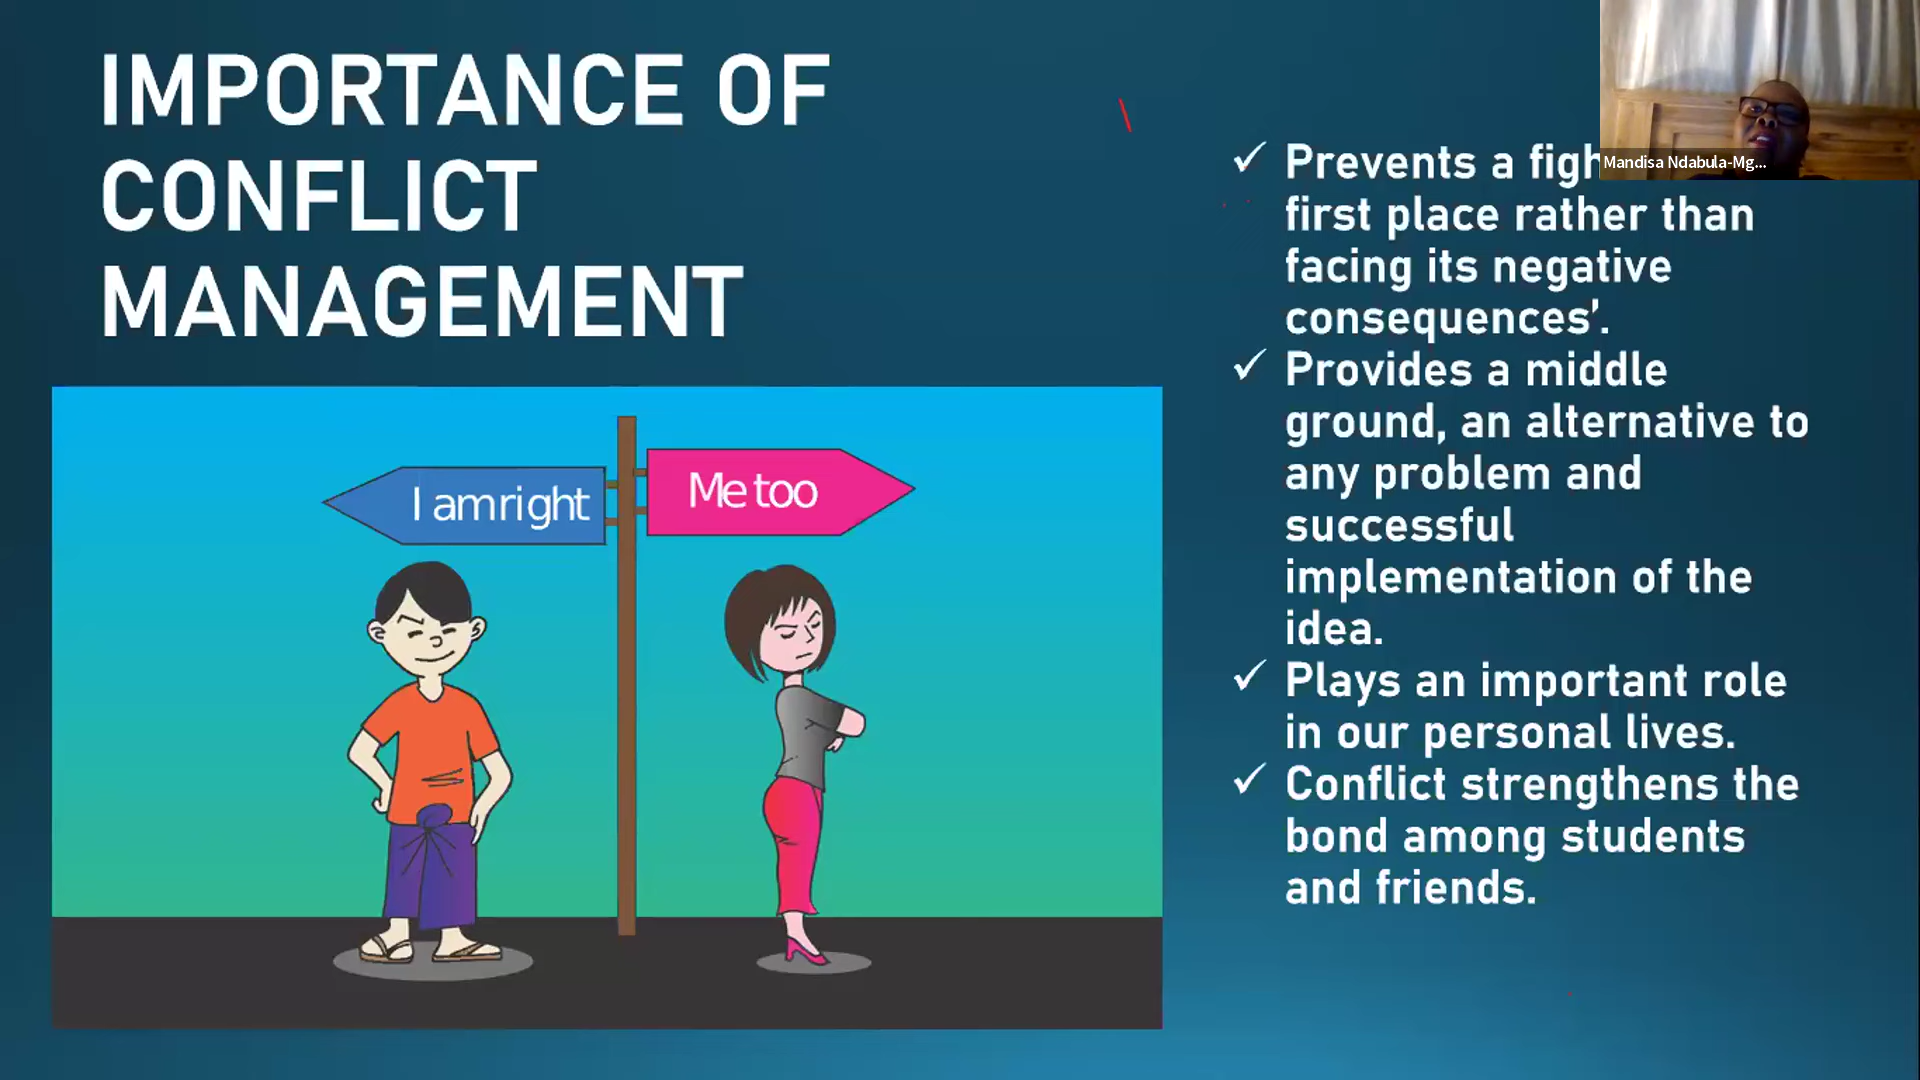 IMPORTANCE OF
CONFLICT
MANAGEMENT
I am right
Me too
Mandisa Ndabula-Mg...
✓ Prevents a
first place rather than
facing its negative
consequences’.
✓ Provides a middle
ground, an alternative to
any problem and
successful
implementation of the
idea.
✓ Plays an important role
in our personal lives.
✓ Conflict strengthens the
bond among students
and friends.